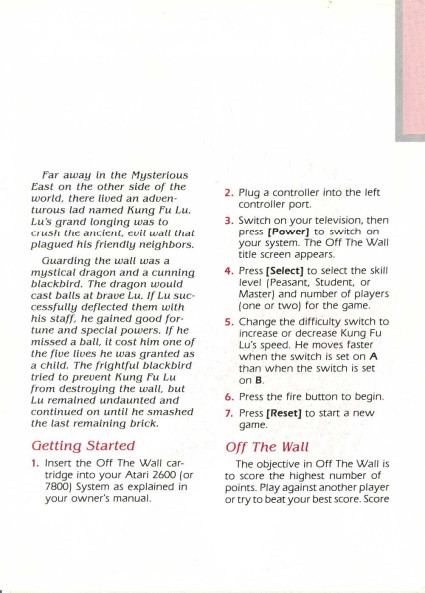 Far away in the Mysterious
East on the other side of the
world, there lived an adven-
turous lad named Kung Fu Lu.
Lu's grand longing was to
crush the ancient, evil wall that
plagued his friendly neighbors.
Guarding the wall was a
mystical dragon and a cunning
blackbird. The dragon would
cast balls at brave Lu. If Lu suc-
cessfully deflected them with
his staff, he gained good for-
tune and special powers. If he
missed a ball, it cost him one of
the five lives he was granted as
a child. The frightful blackbird
tried to prevent Kung Fu Lu
from destroying the wall, but
Lu remained undaunted and
continued on until he smashed
the last remaining brick.
Getting Started
1. Insert the Off The Wall car-
tridge into your Atari 2600 (or
7800) System as explained in
your owner's manual.
2. Plug a controller into the left
controller port.
3. Switch on your television, then
press [Power] to switch on
your system. The Off The Wall
title screen appears.
4. Press [Select] to select the skill
level (Peasant, Student, or
Master) and number of players
(one or two) for the game.
5. Change the difficulty switch to
increase or decrease Kung Fu
Lu's speed. He moves faster
when the switch is set on A
than when the switch is set
on B.
6. Press the fire button to begin.
7. Press [Reset] to start a new
game.
Off The Wall
The objective in Off The Wall is
to score the highest number of
points. Play against another player
or try to beat your best score. Score